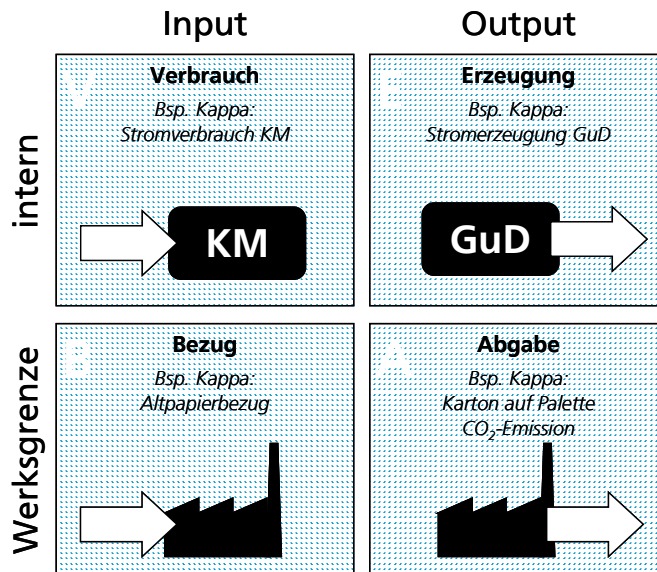 Input
Output
intern
V
Verbrauch
Bsp. Kappa:
Stromverbrauch KM
KM
E
Erzeugung
Bsp. Kappa:
Stromerzeugung GuD
GuD
Werksgrenze
B
Bezug
Bsp. Kappa:
Altpapierbezug
A
Abgabe
Bsp. Kappa:
Karton auf Palette
CO₂-Emission